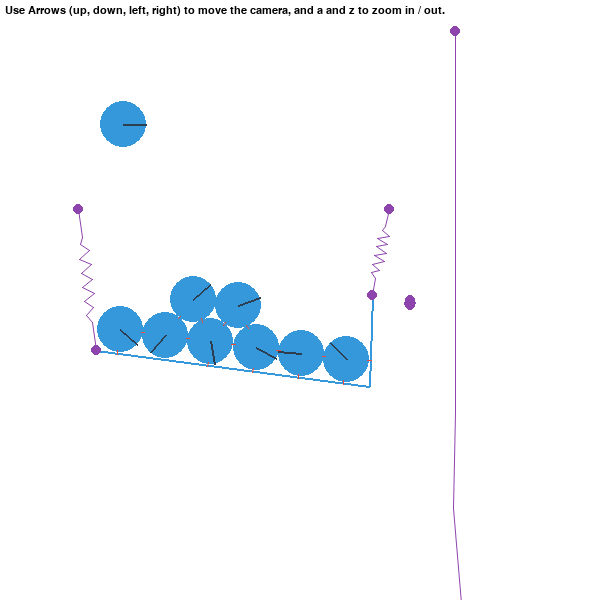 Use Arrows (up, down, left, right) to move the camera, and a and z to zoom in / out.